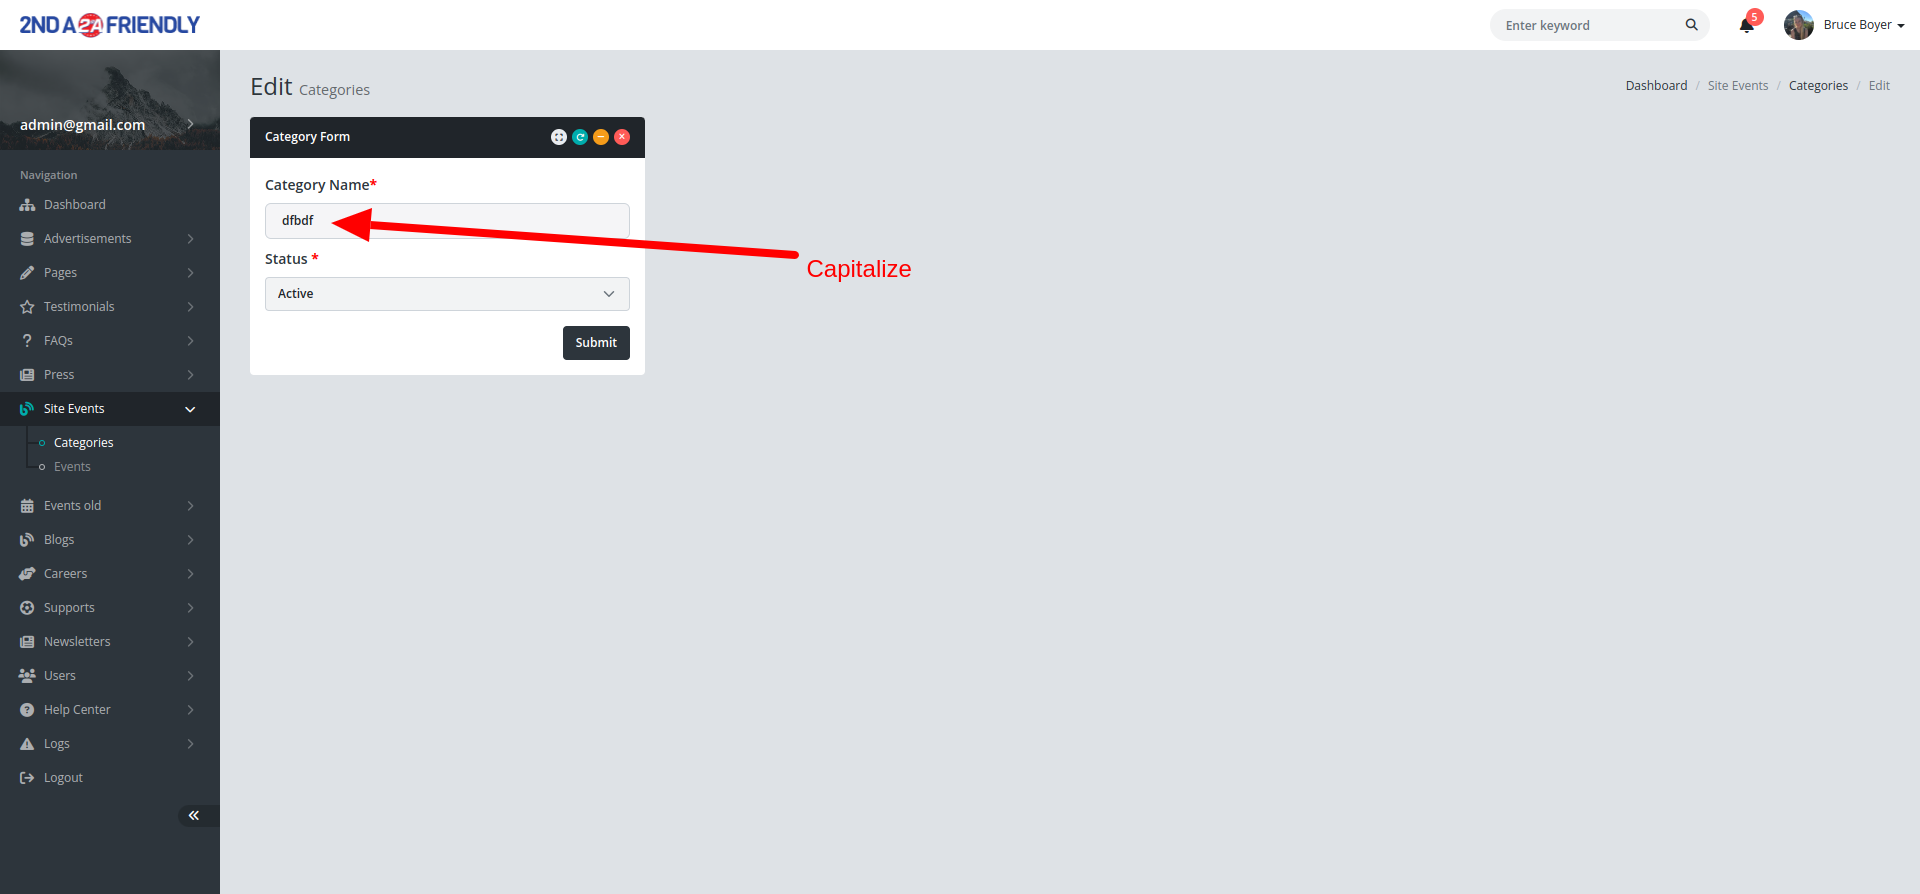 2ND A 2A FRIENDLY
Enter keyword
5
Bruce Boyer
admin@gmail.com
Navigation
Dashboard
Advertisements
Pages
Testimonials
FAQs
Press
Site Events
Categories
Events
Events old
Blogs
Careers
Supports
Newsletters
Users
Help Center
Logs
Logout
Edit Categories
Dashboard / Site Events / Categories / Edit
Category Form
Category Name*
dfbdf
Status *
Active
Submit
Capitalize